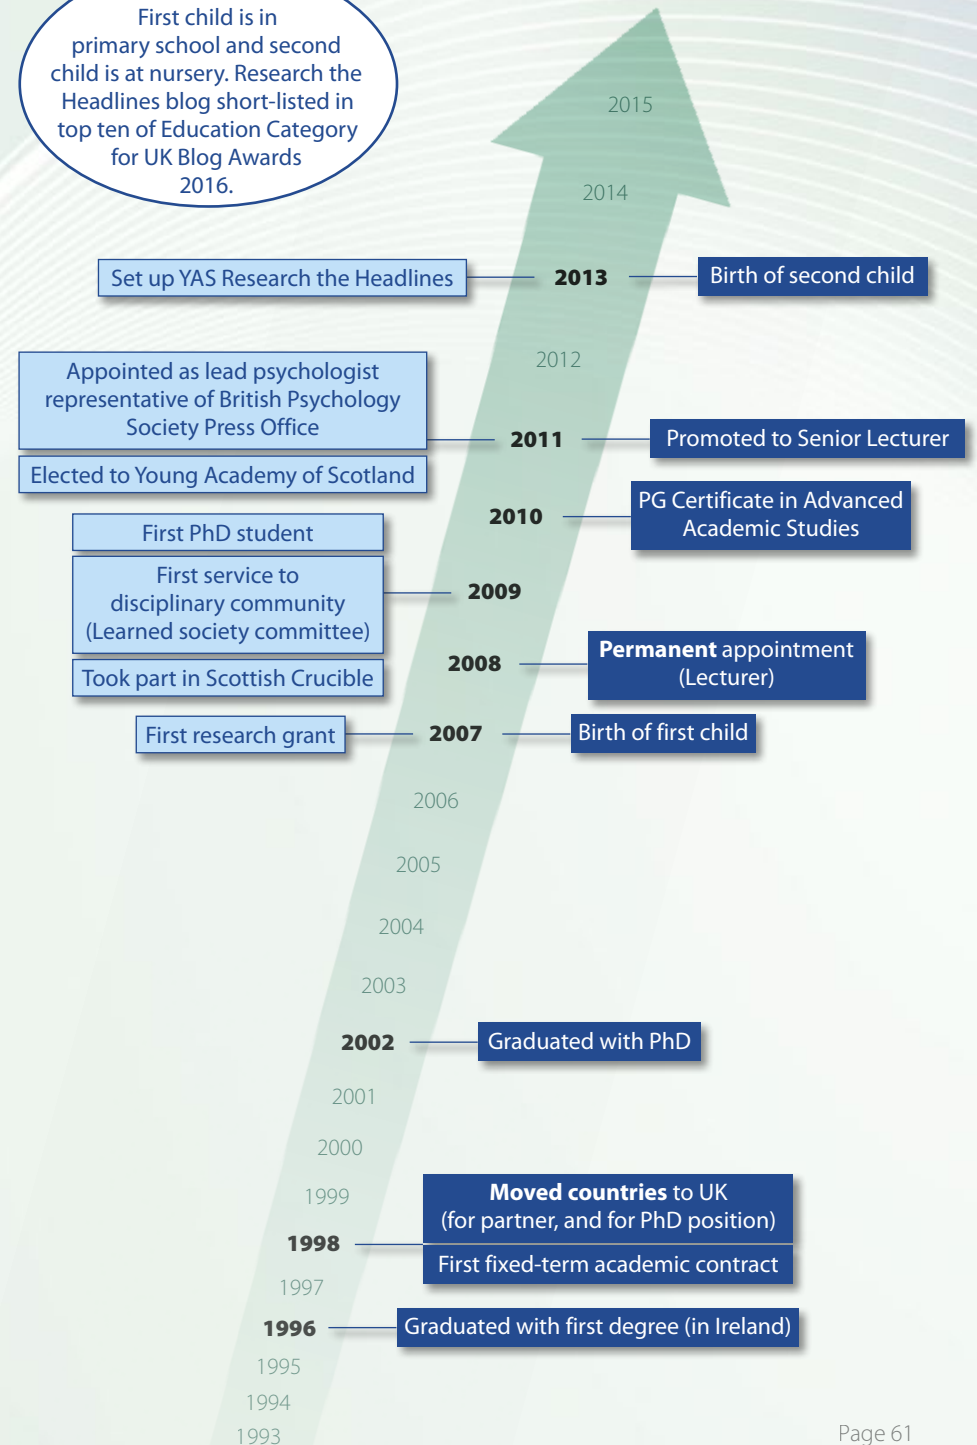 First child is in
primary school and second
child is at nursery. Research the
Headlines blog short-listed in
top ten of Education Category
for UK Blog Awards
2016.
2015
2014
Set up YAS Research the Headlines
2013
Birth of second child
2012
Appointed as lead psychologist
representative of British Psychology
Society Press Office
Elected to Young Academy of Scotland
2011
Promoted to Senior Lecturer
2010
PG Certificate in Advanced
Academic Studies
First PhD student
First service to
disciplinary community
(Learned society committee)
Took part in Scottish Crucible
2009
2008
Permanent appointment
(Lecturer)
First research grant
2007
Birth of first child
2006
2005
2004
2003
2002
Graduated with PhD
2001
2000
1999
Moved countries to UK
(for partner, and for PhD position)
1998
First fixed-term academic contract
1997
1996
Graduated with first degree (in Ireland)
1995
1994
1993
Page 61